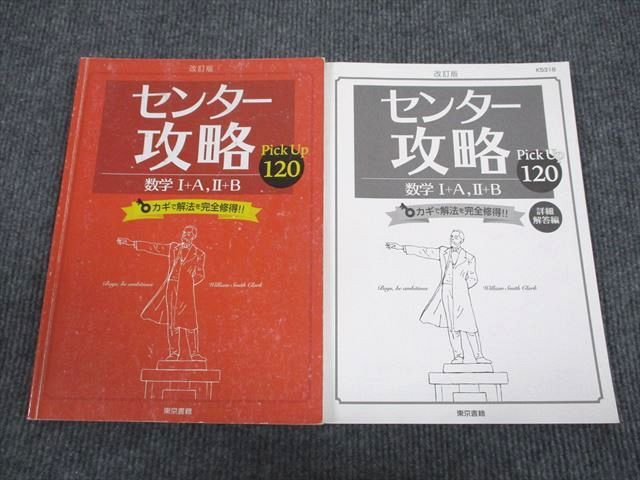 改訂版
センター
攻略
Pick Up
120
数学 I+A, II+B
カギで解法を完全修得!!
Boys, be ambitious
William Smith Clark
東京書籍
改訂版
K5318
センター
攻略
Pick Up
120
数学 I+A, II+B
カギで解法を完全修得!!
詳細
解答編
Boys, be ambitious
William Smith Clark
東京書籍